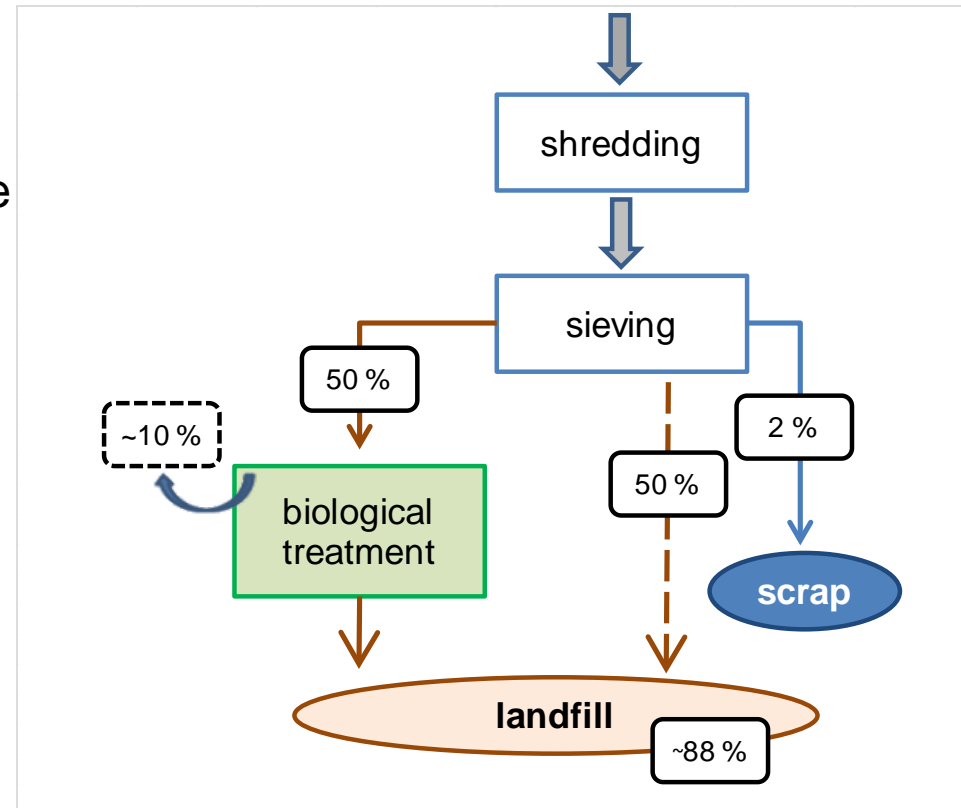 shredding
e
sieving
50 %
2 %
~10 %
50 %
biological
treatment
scrap
landfill
~88 %